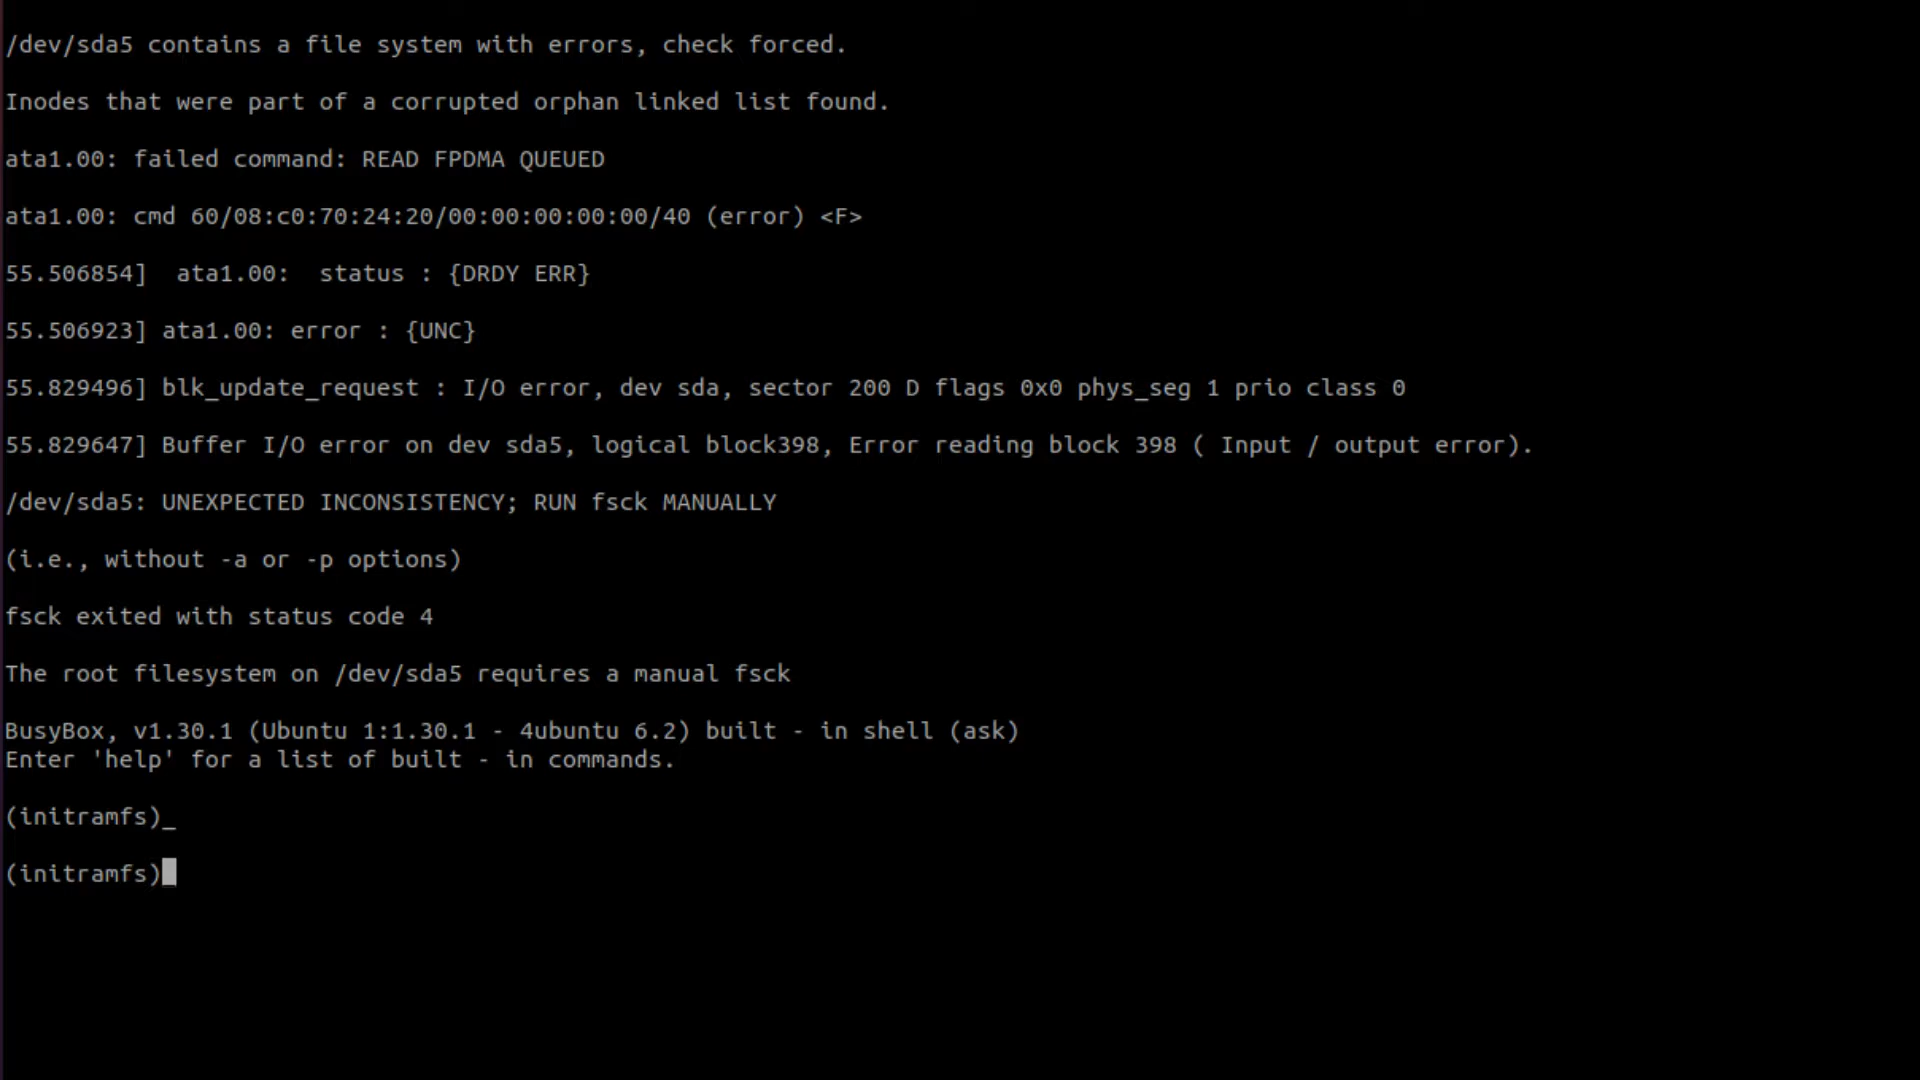 /dev/sda5 contains a file system with errors, check forced.
Inodes that were part of a corrupted orphan linked list found.
ata1.00: failed command: READ FPDMA QUEUED
ata1.00: cmd 60/08:c0:70:24:20/00:00:00:00:00/40 (error) <F>
55.506854]  ata1.00:  status : {DRDY ERR}
55.506923] ata1.00: error : {UNC}
55.829496] blk_update_request : I/O error, dev sda, sector 200 D flags 0x0 phys_seg 1 prio class 0
55.829647] Buffer I/O error on dev sda5, logical block398, Error reading block 398 ( Input / output error).
/dev/sda5: UNEXPECTED INCONSISTENCY; RUN fsck MANUALLY
(i.e., without -a or -p options)
fsck exited with status code 4
The root filesystem on /dev/sda5 requires a manual fsck
BusyBox, v1.30.1 (Ubuntu 1:1.30.1 - 4ubuntu 6.2) built - in shell (ask)
Enter 'help' for a list of built - in commands.
(initramfs)_
(initramfs)